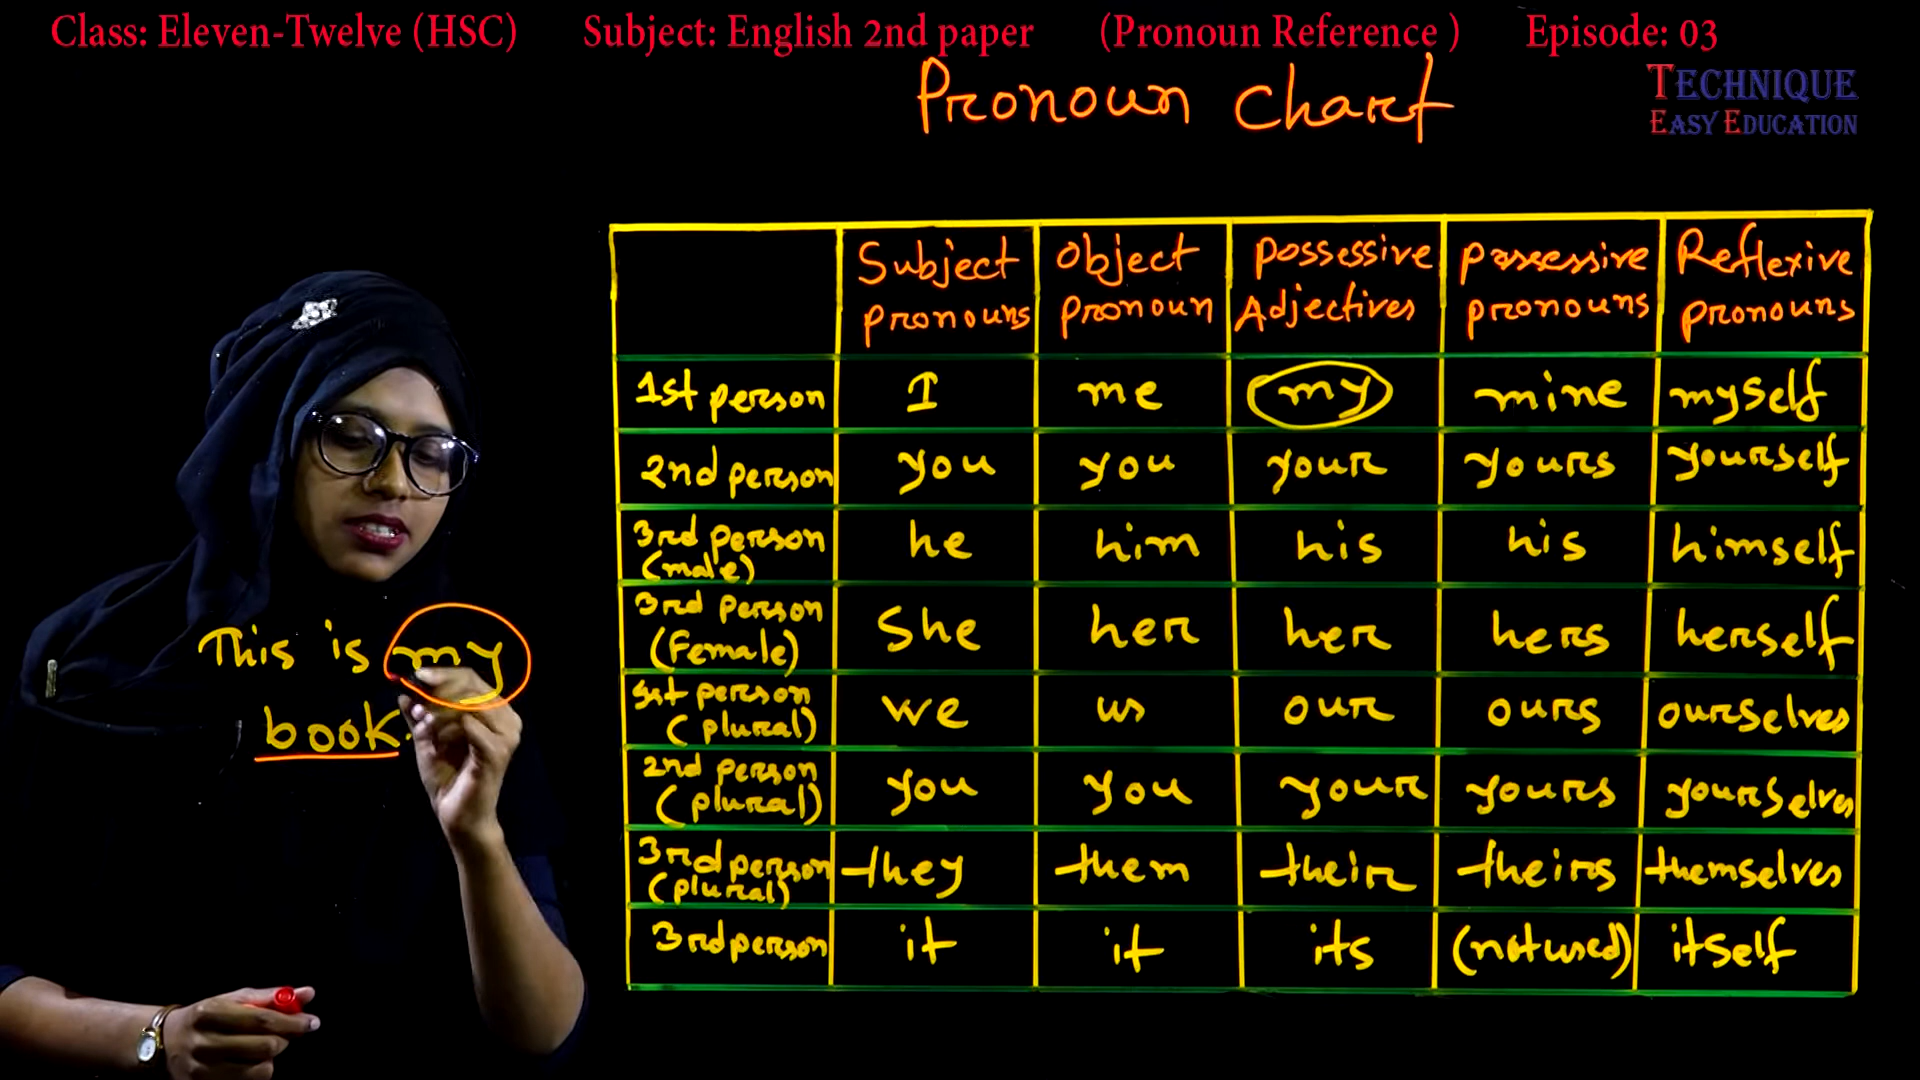 Class: Eleven-Twelve (HSC) Subject: English 2nd paper (Pronoun Reference ) Episode: 03
TECHNIQUE
EASY EDUCATION
Pronoun chart
Subject pronouns object pronoun possessive Adjectives possessive pronouns Reflexive pronouns
1st person I me my mine myself
2nd person you you your yours yourself
3rd person (male) he him his his himself
3rd person (Female) She her her hers herself
1st person (plural) we us our ours ourselves
2nd person (plural) you you your yours yourselves
3rd person (plural) they them their theirs themselves
3rd person it it its (not used) itself
This is my
book.